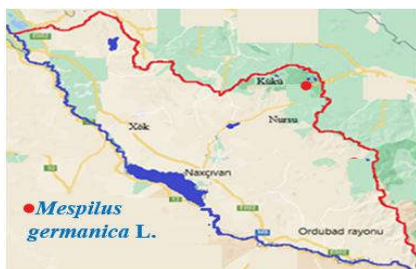 Kükü
Nursu
Xök
Naxçıvan
Mespilus
germanica L.
Ordubad rayonu